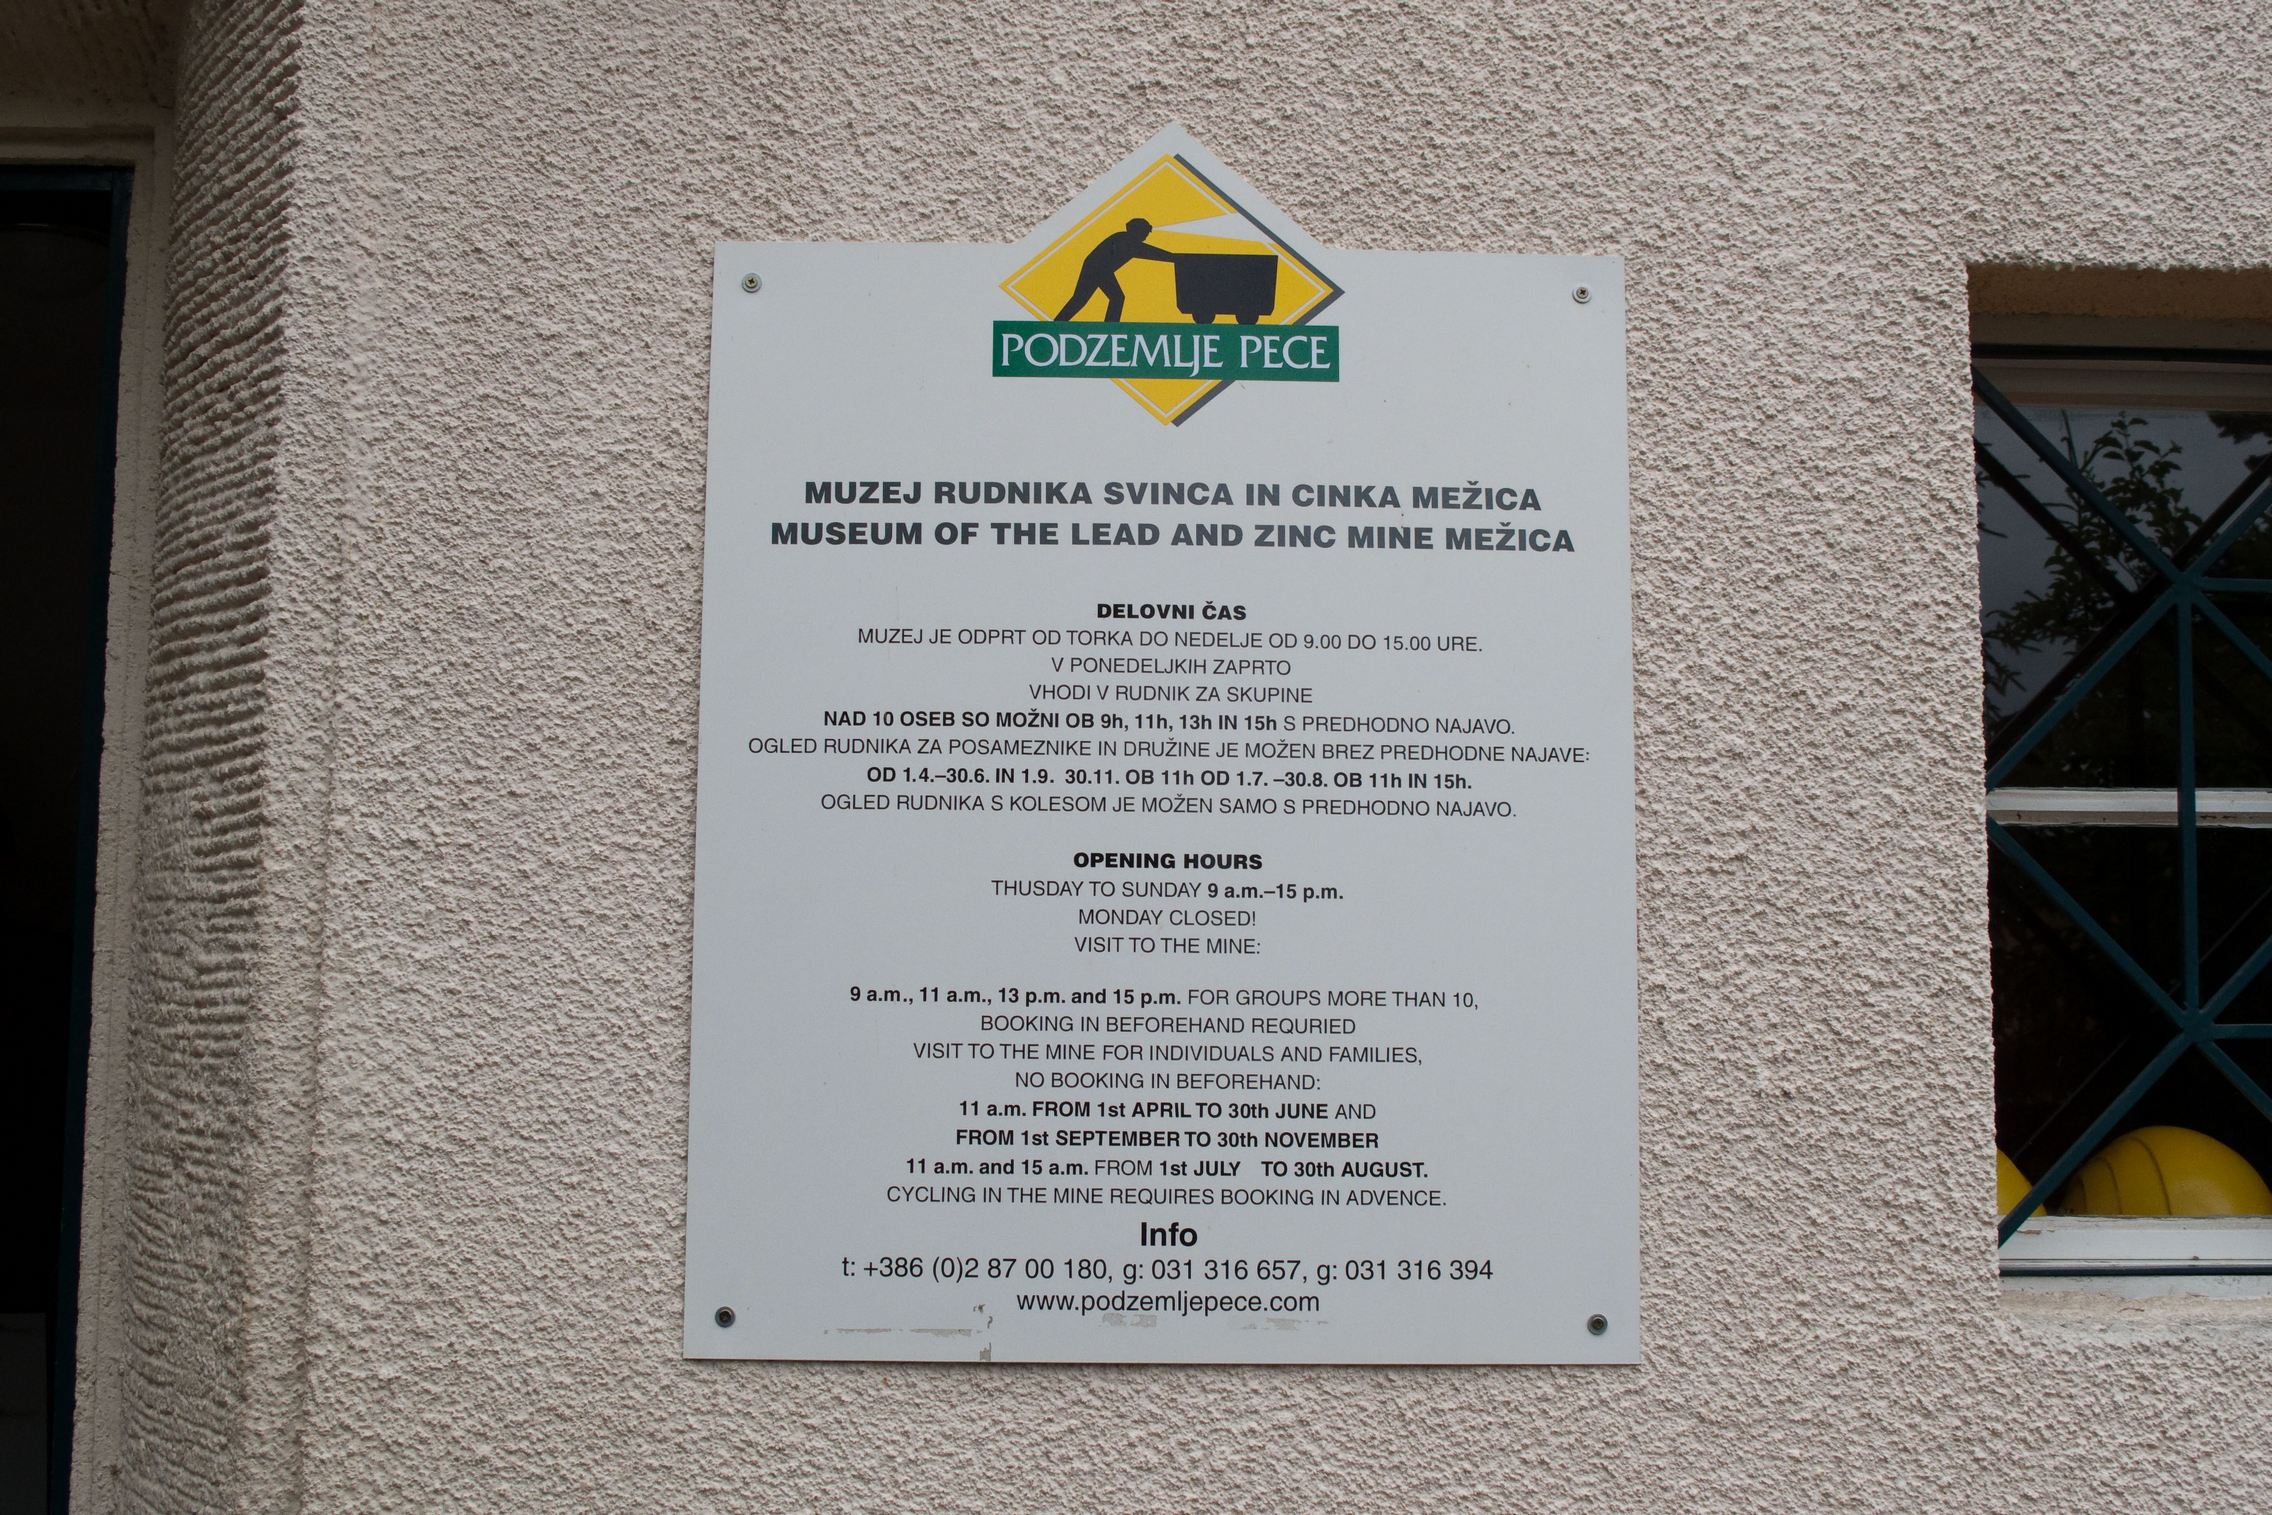 PODZEMLJE PECE
MUZEJ RUDNIKA SVINCA IN CINKA MEŽICA
MUSEUM OF THE LEAD AND ZINC MINE MEŽICA
DELOVNI ČAS
MUZEJ JE ODPRT OD TORKA DO NEDELJE OD 9.00 DO 15.00 URE.
V PONEDELJKIH ZAPRTO
VHODI V RUDNIK ZA SKUPINE
NAD 10 OSEB SO MOŽNI OB 9h, 11h, 13h IN 15h S PREDHODNO NAJAVO.
OGLED RUDNIKA ZA POSAMEZNIKE IN DRUŽINE JE MOŽEN BREZ PREDHODNE NAJAVE:
OD 1.4.–30.6. IN 1.9. 30.11. OB 11h OD 1.7. –30.8. OB 11h IN 15h.
OGLED RUDNIKA S KOLESOM JE MOŽEN SAMO S PREDHODNO NAJAVO.
OPENING HOURS
THUSDAY TO SUNDAY 9 a.m.–15 p.m.
MONDAY CLOSED!
VISIT TO THE MINE:
9 a.m., 11 a.m., 13 p.m. and 15 p.m. FOR GROUPS MORE THAN 10,
BOOKING IN BEFOREHAND REQURIED
VISIT TO THE MINE FOR INDIVIDUALS AND FAMILIES,
NO BOOKING IN BEFOREHAND:
11 a.m. FROM 1st APRIL TO 30th JUNE AND
FROM 1st SEPTEMBER TO 30th NOVEMBER
11 a.m. and 15 a.m. FROM 1st JULY TO 30th AUGUST.
CYCLING IN THE MINE REQUIRES BOOKING IN ADVENCE.
Info
t: +386 (0)2 87 00 180, g: 031 316 657, g: 031 316 394
www.podzemljepece.com